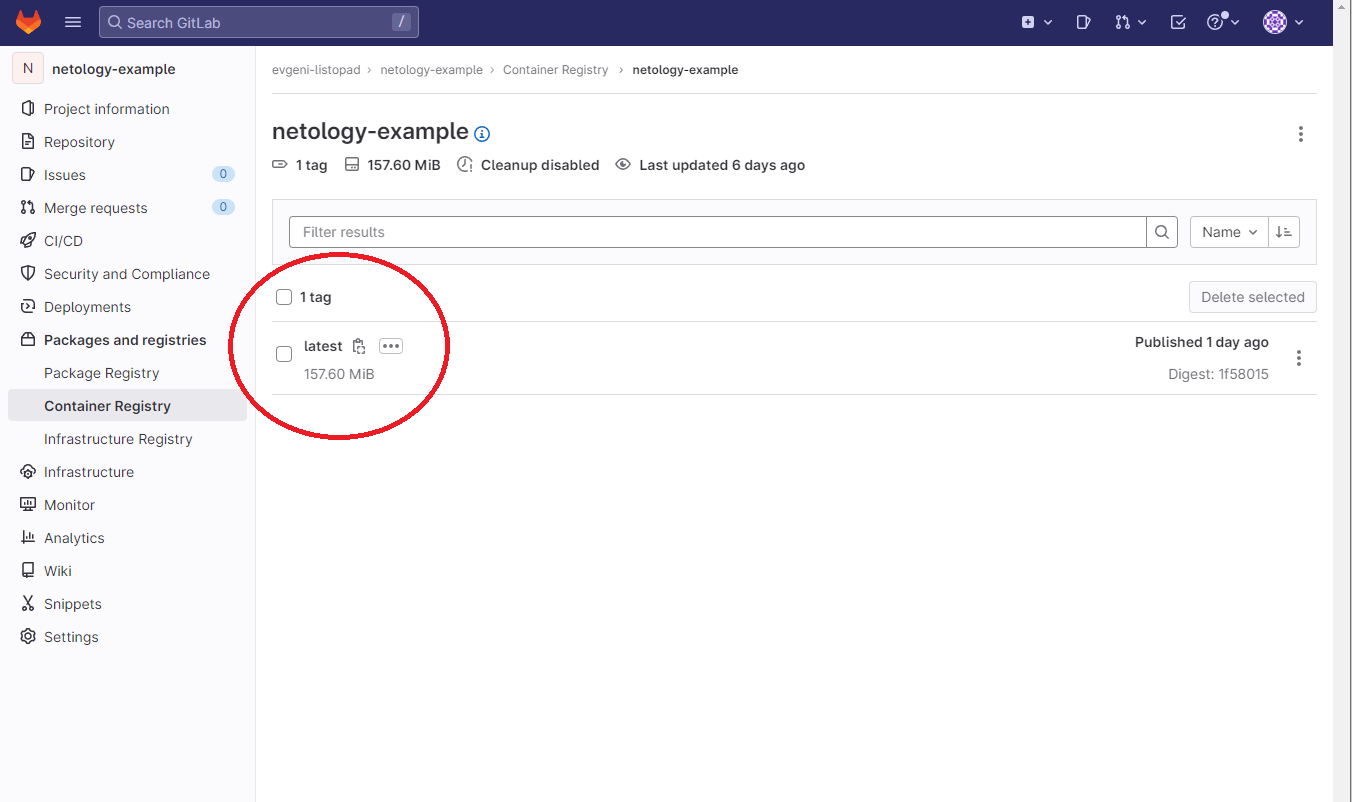 Search GitLab /
N netology-example
Project information
Repository
Issues 0
Merge requests 0
CI/CD
Security and Compliance
Deployments
Packages and registries
Package Registry
Container Registry
Infrastructure Registry
Infrastructure
Monitor
Analytics
Wiki
Snippets
Settings
evgeni-listopad › netology-example › Container Registry › netology-example
netology-example
1 tag 157.60 MiB Cleanup disabled Last updated 6 days ago
Filter results Name
1 tag Delete selected
latest Published 1 day ago
157.60 MiB Digest: 1f58015